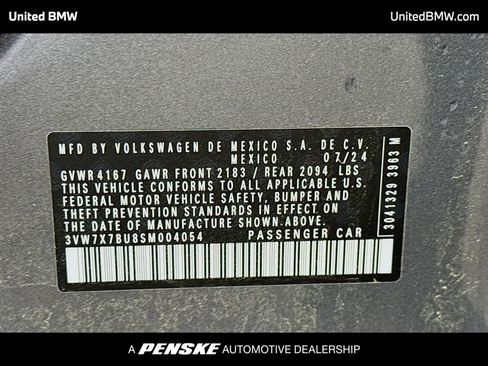 United BMW
UnitedBMW.com
MFD BY VOLKSWAGEN DE MEXICO S.A. DE C.V.
MEXICO 07/24
GVWR4167 GAWR FRONT 2183 / REAR 2094 LBS
THIS VEHICLE CONFORMS TO ALL APPLICABLE U.S.
FEDERAL MOTOR VEHICLE SAFETY, BUMPER AND
THEFT PREVENTION STANDARDS IN EFFECT ON
THE DATE OF MANUFACTURE SHOWN ABOVE.
3VW7X7BU8SM004054 PASSENGER CAR
3041329 3963 M
A PENSKE AUTOMOTIVE DEALERSHIP